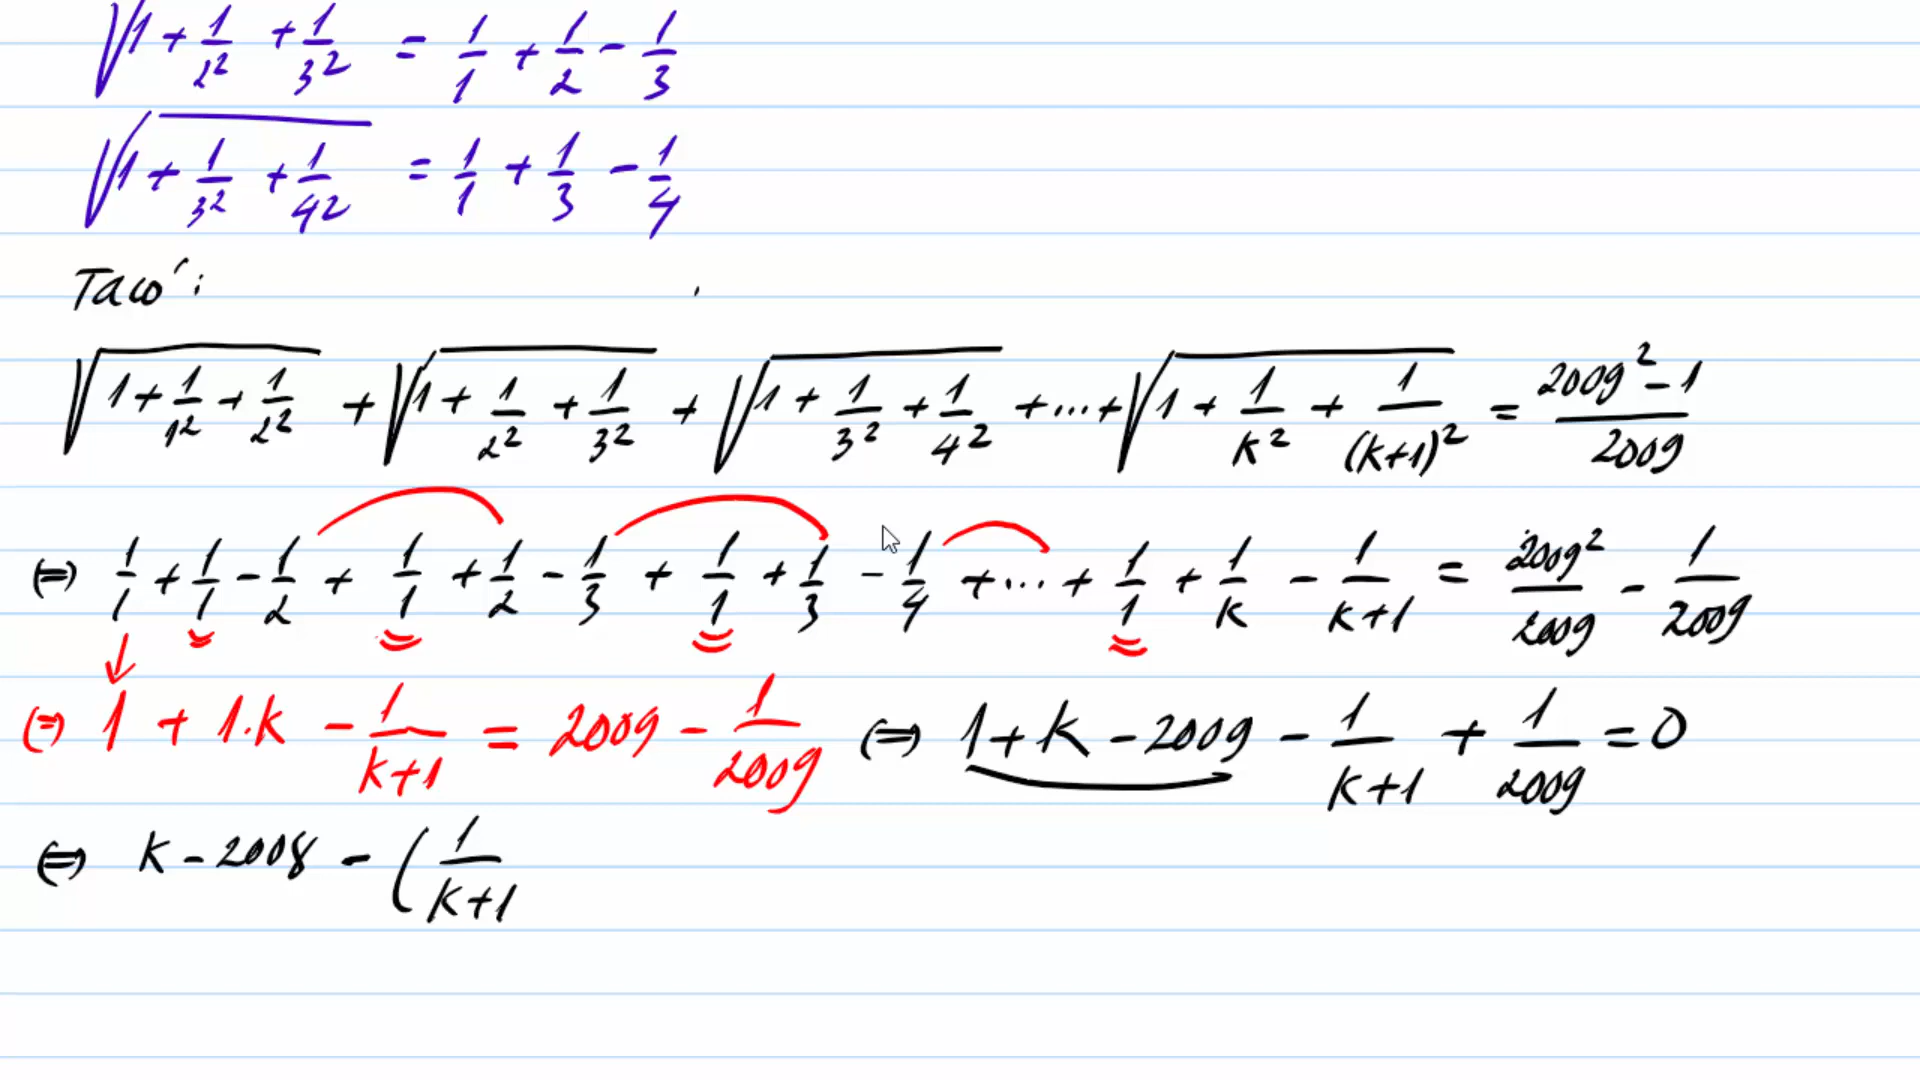 √(1 + 1/2² + 1/3²) = 1/1 + 1/2 - 1/3
√(1 + 1/3² + 1/4²) = 1/1 + 1/3 - 1/4
Ta có :
√(1 + 1/1² + 1/2²) + √(1 + 1/2² + 1/3²) + √(1 + 1/3² + 1/4²) + ... + √(1 + 1/k² + 1/(k+1)²) = (2009² - 1)/2009
⇔ 1/1 + 1/1 - 1/2 + 1/1 + 1/2 - 1/3 + 1/1 + 1/3 - 1/4 + ... + 1/1 + 1/k - 1/(k+1) = 2009²/2009 - 1/2009
⇔ 1 + 1.k - 1/(k+1) = 2009 - 1/2009 ⇔ 1 + k - 2009 - 1/(k+1) + 1/2009 = 0
⇔ k - 2008 - (1/(k+1)